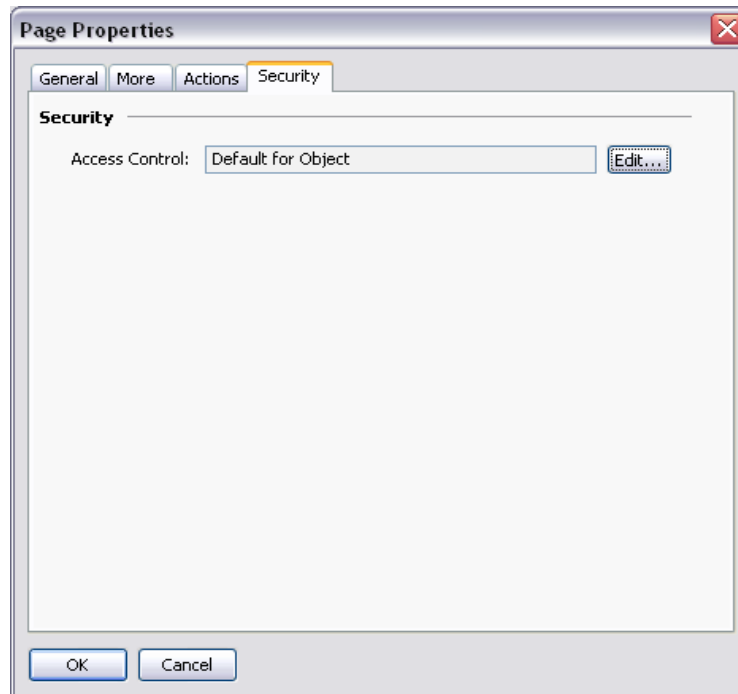 Page Properties
General More Actions Security
Security
Access Control: Default for Object Edit...
OK Cancel